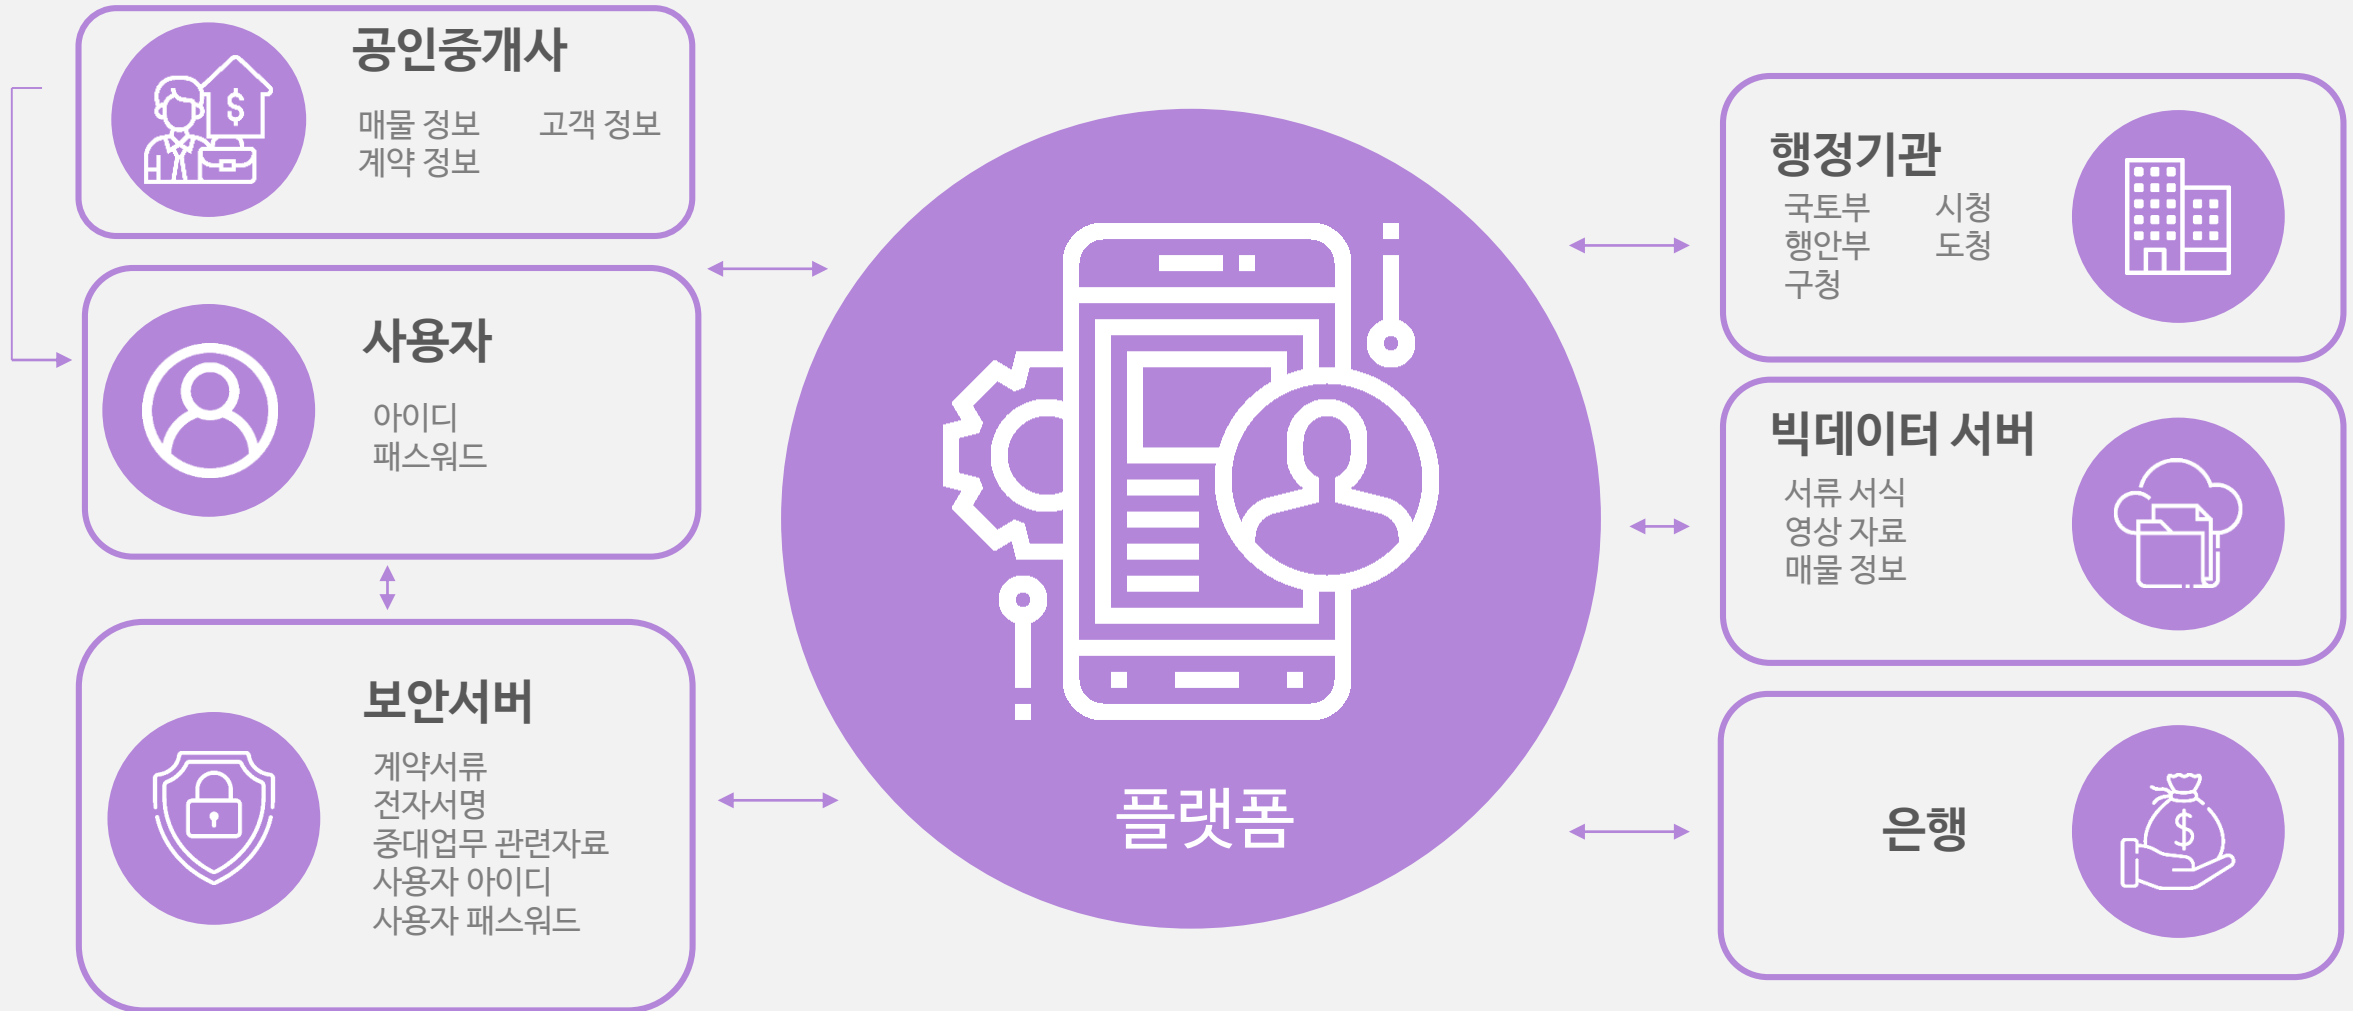 공인중개사
매물 정보 고객 정보
계약 정보
사용자
아이디
패스워드
보안서버
계약서류
전자서명
중대업무 관련자료
사용자 아이디
사용자 패스워드
플랫폼
행정기관
국토부 시청
행안부 도청
구청
빅데이터 서버
서류 서식
영상 자료
매물 정보
은행